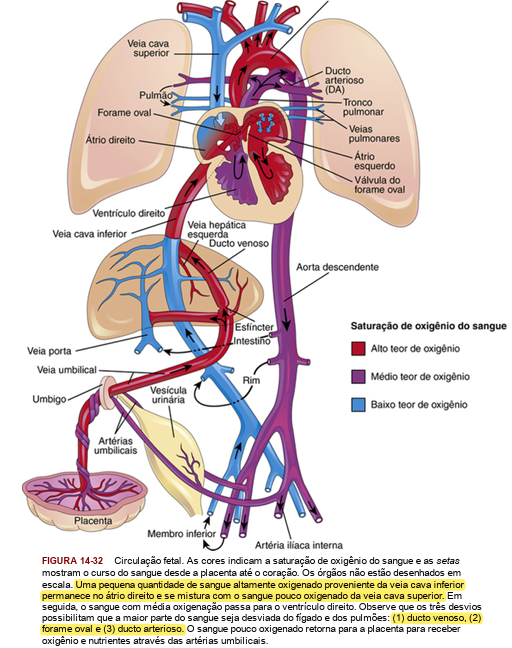 Veia cava
superior
Ducto
arterioso
(DA)
Pulmão
Tronco
pulmonar
Forame oval
Veias
pulmonares
Átrio direito
Átrio
esquerdo
Válvula do
forame oval
Ventrículo direito
Veia cava inferior
Veia hepática
esquerda
Ducto venoso
Aorta descendente
Esfíncter
Intestino
Veia porta
Veia umbilical
Rim
Umbigo
Vesícula
urinária
Artérias
umbilicais
Placenta
Membro inferior
Artéria ilíaca interna
Saturação de oxigênio do sangue
Alto teor de oxigênio
Médio teor de oxigênio
Baixo teor de oxigênio
FIGURA 14-32 Circulação fetal. As cores indicam a saturação de oxigênio do sangue e as setas
mostram o curso do sangue desde a placenta até o coração. Os órgãos não estão desenhados em
escala. Uma pequena quantidade de sangue altamente oxigenado proveniente da veia cava inferior
permanece no átrio direito e se mistura com o sangue pouco oxigenado da veia cava superior. Em
seguida, o sangue com média oxigenação passa para o ventrículo direito. Observe que os três desvios
possibilitam que a maior parte do sangue seja desviada do fígado e dos pulmões: (1) ducto venoso, (2)
forame oval e (3) ducto arterioso. O sangue pouco oxigenado retorna para a placenta para receber
oxigênio e nutrientes através das artérias umbilicais.